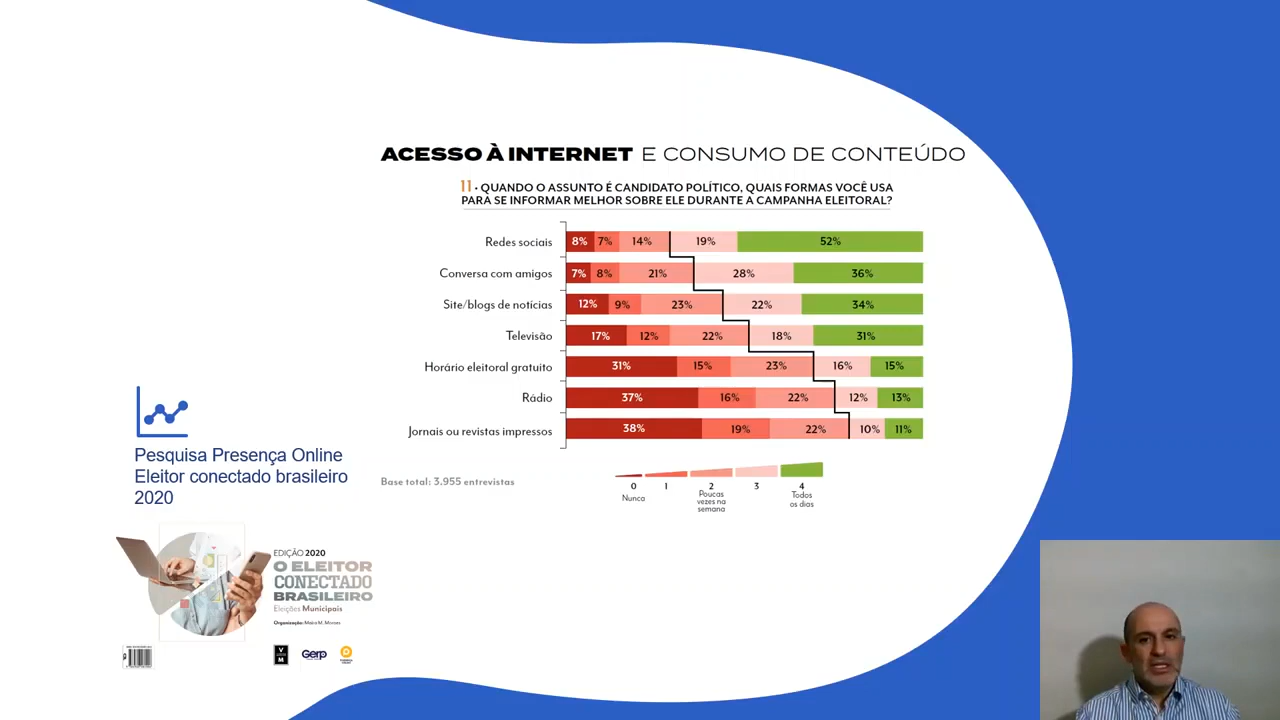 ACESSO À INTERNET E CONSUMO DE CONTEÚDO
11 • QUANDO O ASSUNTO É CANDIDATO POLÍTICO, QUAIS FORMAS VOCÊ USA
PARA SE INFORMAR MELHOR SOBRE ELE DURANTE A CAMPANHA ELEITORAL?
Redes sociais 8% 7% 14% 19% 52%
Conversa com amigos 7% 8% 21% 28% 36%
Site/blogs de notícias 12% 9% 23% 22% 34%
Televisão 17% 12% 22% 18% 31%
Horário eleitoral gratuito 31% 15% 23% 16% 15%
Rádio 37% 16% 22% 12% 13%
Jornais ou revistas impressos 38% 19% 22% 10% 11%
Base total: 3.955 entrevistas
0 1 2 3 4
Nunca
Poucas
vezes na
semana
Todos
os dias
Pesquisa Presença Online
Eleitor conectado brasileiro
2020
EDIÇÃO 2020
O ELEITOR
CONECTADO
BRASILEIRO
Eleições Municipais
Organização: Maíra M. Moraes
Gerp